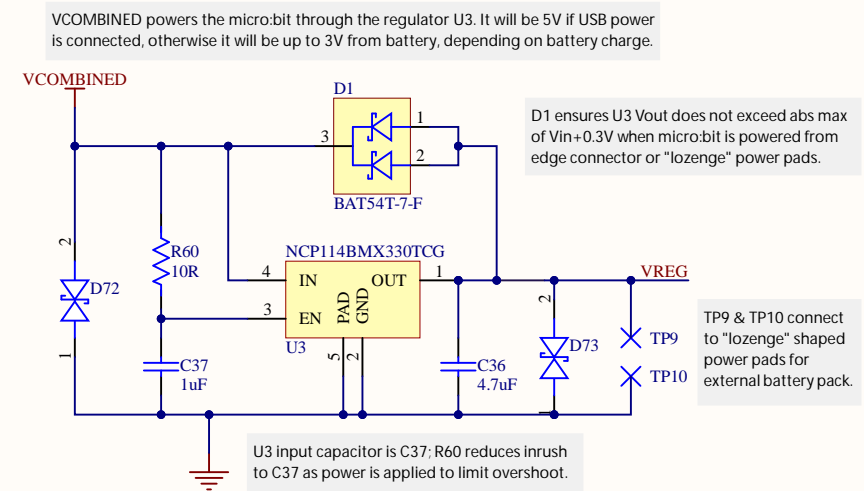 VCOMBINED powers the micro:bit through the regulator U3. It will be 5V if USB power
is connected, otherwise it will be up to 3V from battery, depending on battery charge.
VCOMBINED
D1
1
3
2
BAT54T-7-F
D1 ensures U3 Vout does not exceed abs max
of Vin+0.3V when micro:bit is powered from
edge connector or "lozenge" power pads.
2
D72
1
R60
10R
C37
1uF
NCP114BMX330TCG
4
IN
OUT
1
3
EN
PAD
GND
U3
5
2
C36
4.7uF
2
D73
1
VREG
TP9
TP10
TP9 & TP10 connect
to "lozenge" shaped
power pads for
external battery pack.
U3 input capacitor is C37; R60 reduces inrush
to C37 as power is applied to limit overshoot.